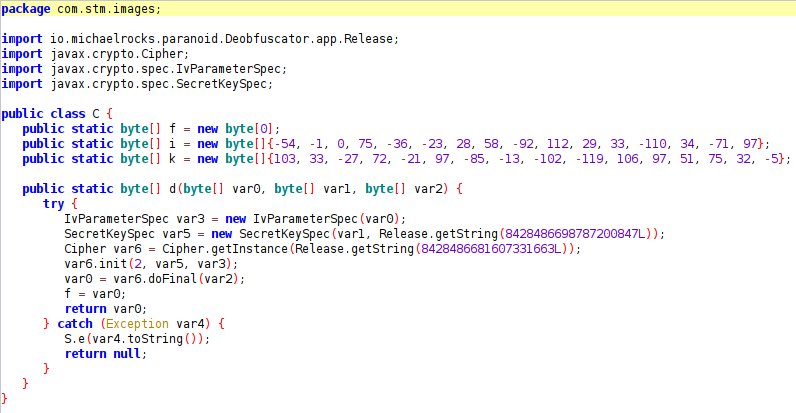 package com.stm.images;
import io.michaelrocks.paranoid.Deobfuscator.app.Release;
import javax.crypto.Cipher;
import javax.crypto.spec.IvParameterSpec;
import javax.crypto.spec.SecretKeySpec;
public class C {
public static byte[] f = new byte[0];
public static byte[] i = new byte[]{-54, -1, 0, 75, -36, -23, 28, 58, -92, 112, 29, 33, -110, 34, -71, 97};
public static byte[] k = new byte[]{103, 33, -27, 72, -21, 97, -85, -13, -102, -119, 106, 97, 51, 75, 32, -5};
public static byte[] d(byte[] var0, byte[] var1, byte[] var2) {
try {
IvParameterSpec var3 = new IvParameterSpec(var0);
SecretKeySpec var5 = new SecretKeySpec(var1, Release.getString(8428486698787200847L));
Cipher var6 = Cipher.getInstance(Release.getString(8428486681607331663L));
var6.init(2, var5, var3);
var0 = var6.doFinal(var2);
f = var0;
return var0;
} catch (Exception var4) {
S.e(var4.toString());
return null;
}
}
}